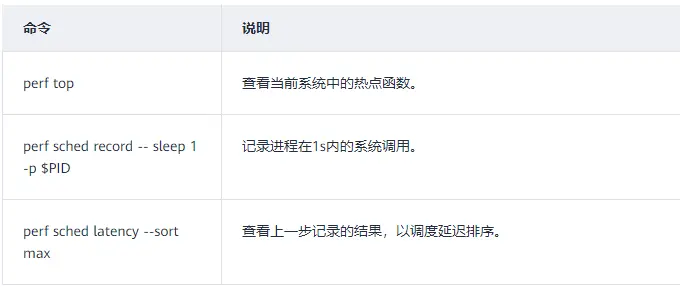 命令
说明
perf top
查看当前系统中的热点函数。
perf sched record -- sleep 1
-p $PID
记录进程在1s内的系统调用。
perf sched latency --sort
max
查看上一步记录的结果，以调度延迟排序。